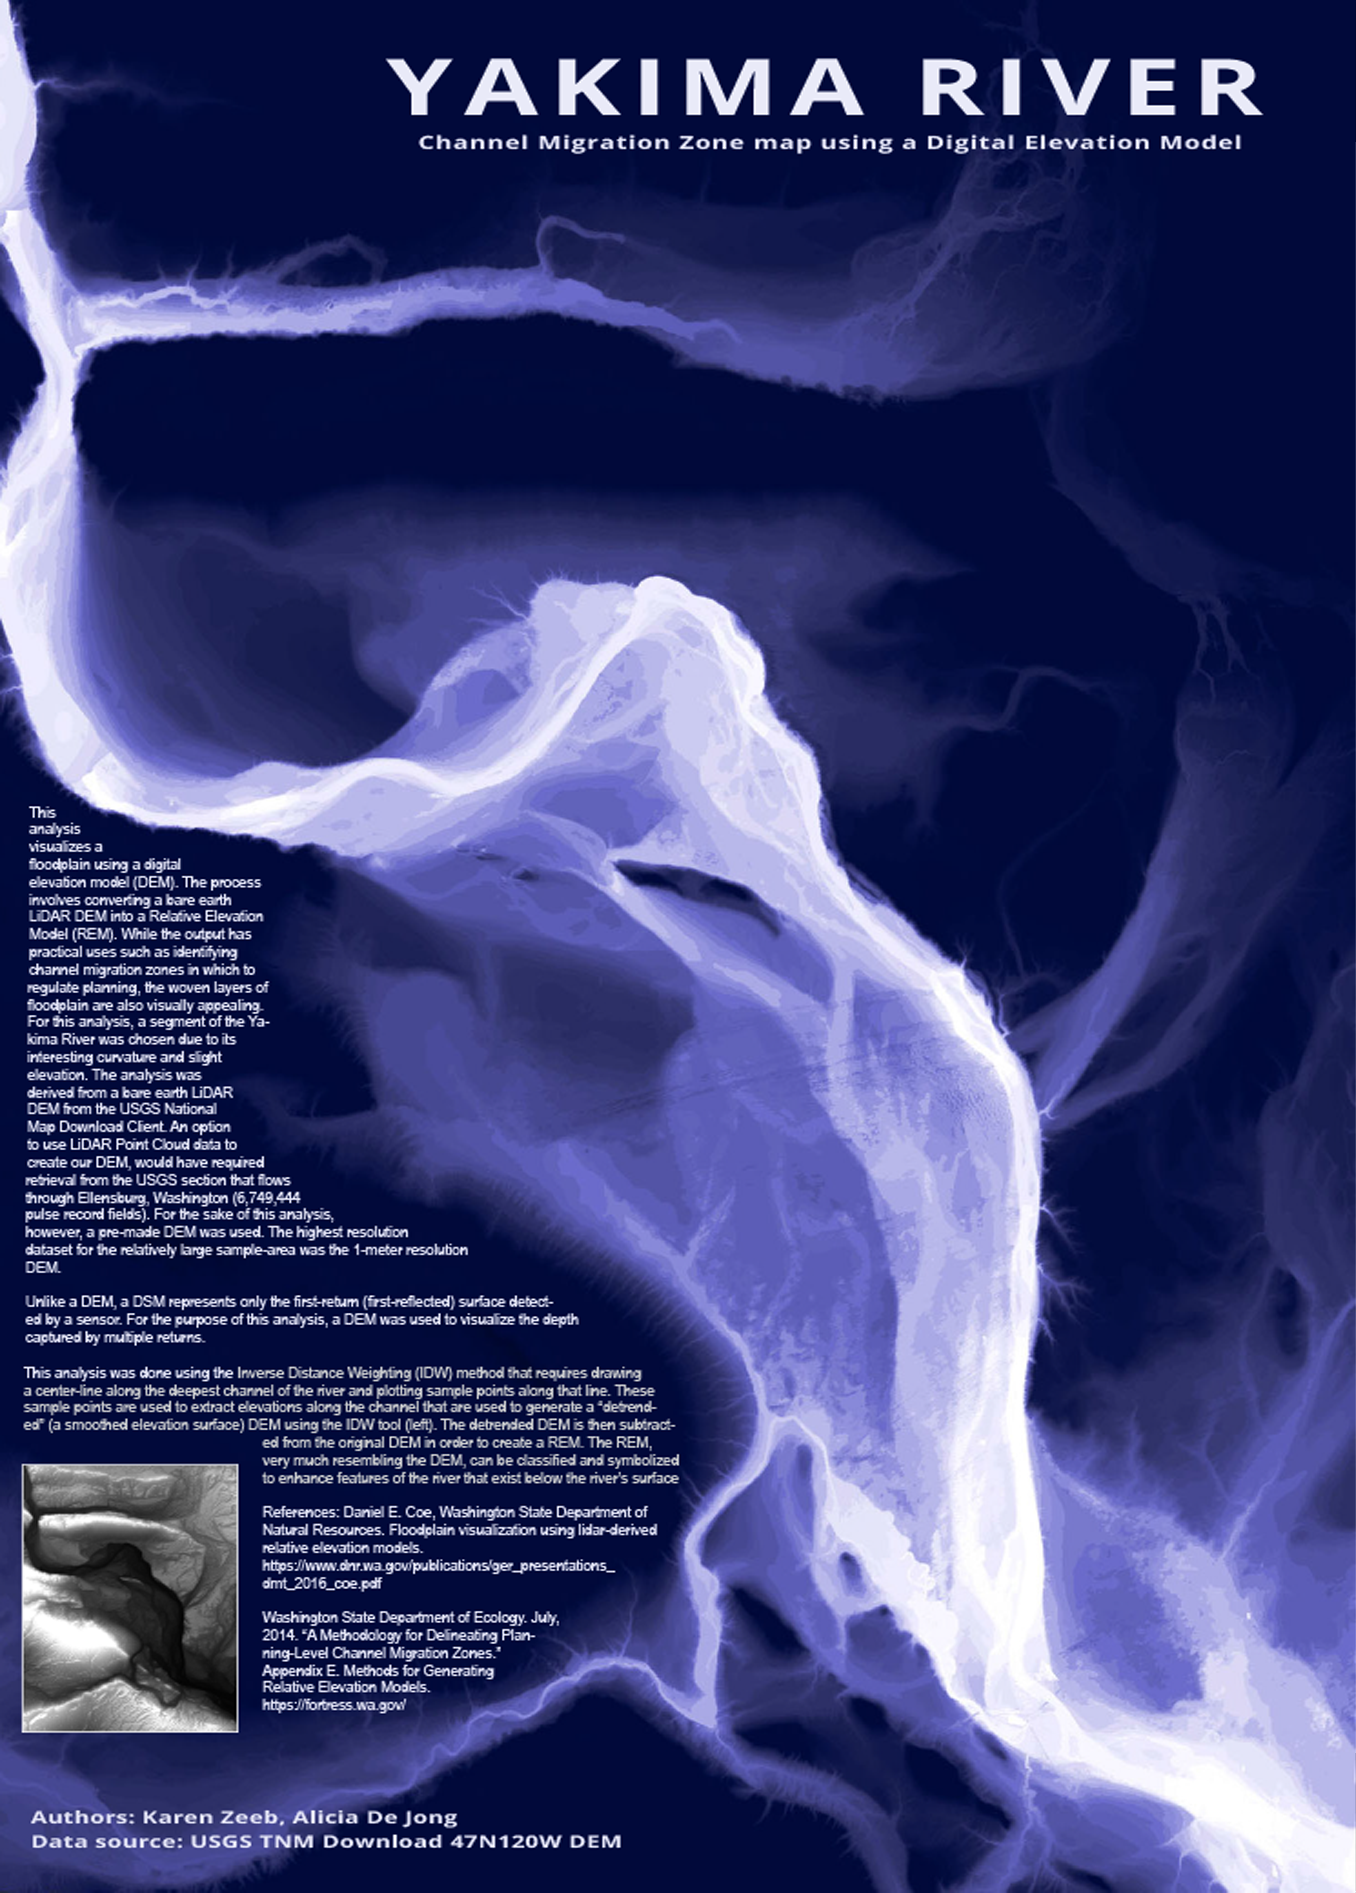 YAKIMA RIVER
Channel Migration Zone map using a Digital Elevation Model
This
analysis
visualizes a
floodplain using a digital
elevation model (DEM). The process
involves converting a bare earth
LiDAR DEM into a Relative Elevation
Model (REM). While the output has
practical uses such as identifying
channel migration zones in which to
regulate planning, the woven layers of
floodplain are also visually appealing.
For this analysis, a segment of the Ya-
kima River was chosen due to its
interesting curvature and slight
elevation. The analysis was
derived from a bare earth LiDAR
DEM from the USGS National
Map Download Client. An option
to use LiDAR Point Cloud data to
create our DEM, would have required
retrieval from the USGS section that flows
through Ellensburg, Washington (6,749,444
pulse record fields). For the sake of this analysis,
however, a pre-made DEM was used. The highest resolution
dataset for the relatively large sample-area was the 1-meter resolution
DEM.
Unlike a DEM, a DSM represents only the first-return (first-reflected) surface detect-
ed by a sensor. For the purpose of this analysis, a DEM was used to visualize the depth
captured by multiple returns.
This analysis was done using the Inverse Distance Weighting (IDW) method that requires drawing
a center-line along the deepest channel of the river and plotting sample points along that line. These
sample points are used to extract elevations along the channel that are used to generate a "detrend-
ed" (a smoothed elevation surface) DEM using the IDW tool (left). The detrended DEM is then subtract-
ed from the original DEM in order to create a REM. The REM,
very much resembling the DEM, can be classified and symbolized
to enhance features of the river that exist below the river's surface
References: Daniel E. Coe, Washington State Department of
Natural Resources. Floodplain visualization using lidar-derived
relative elevation models.
https://www.dnr.wa.gov/publications/ger_presentations_
dmt_2016_coe.pdf
Washington State Department of Ecology. July,
2014. "A Methodology for Delineating Plan-
ning-Level Channel Migration Zones."
Appendix E. Methods for Generating
Relative Elevation Models.
https://fortress.wa.gov/
Authors: Karen Zeeb, Alicia De Jong
Data source: USGS TNM Download 47N120W DEM